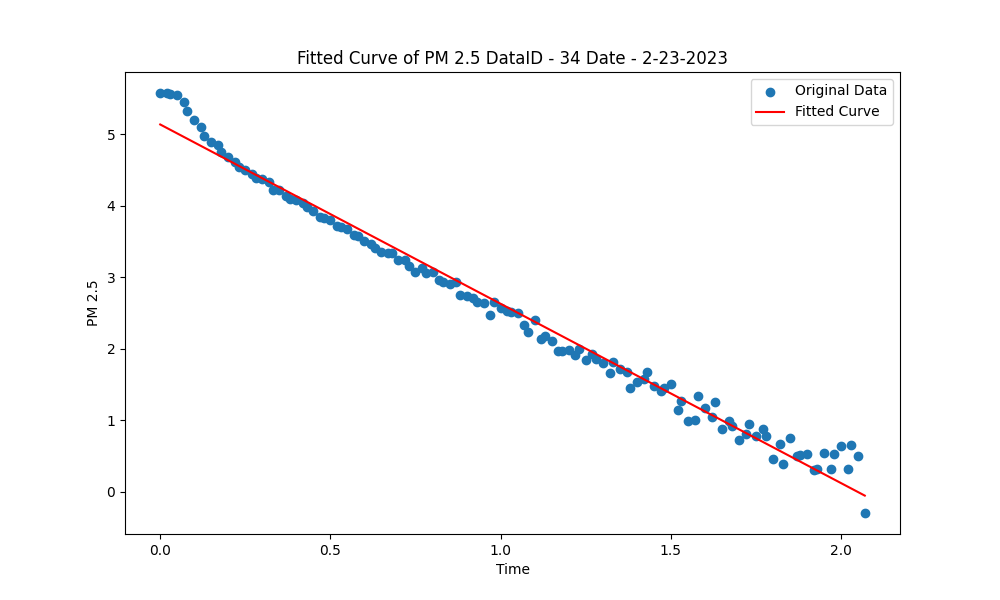 Fitted Curve of PM 2.5 DataID - 34 Date - 2-23-2023
Original Data
Fitted Curve
5
4
3
2
1
0
PM 2.5
0.0 0.5 1.0 1.5 2.0
Time